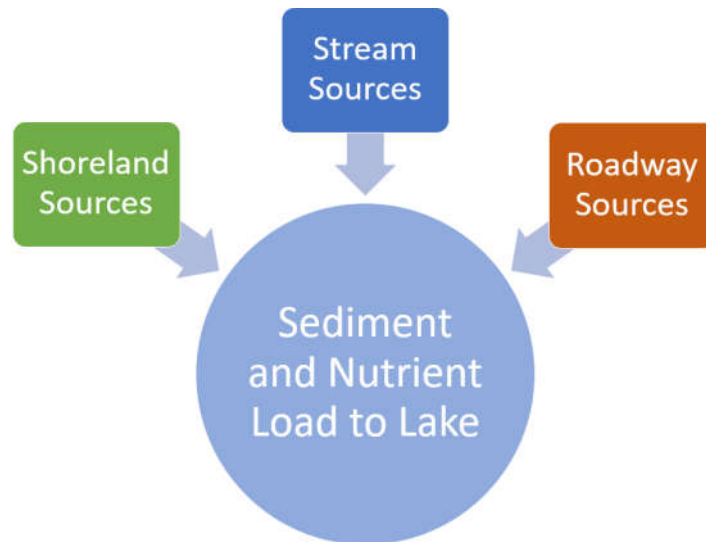 Stream
Sources
Shoreland
Sources
Roadway
Sources
Sediment
and Nutrient
Load to Lake